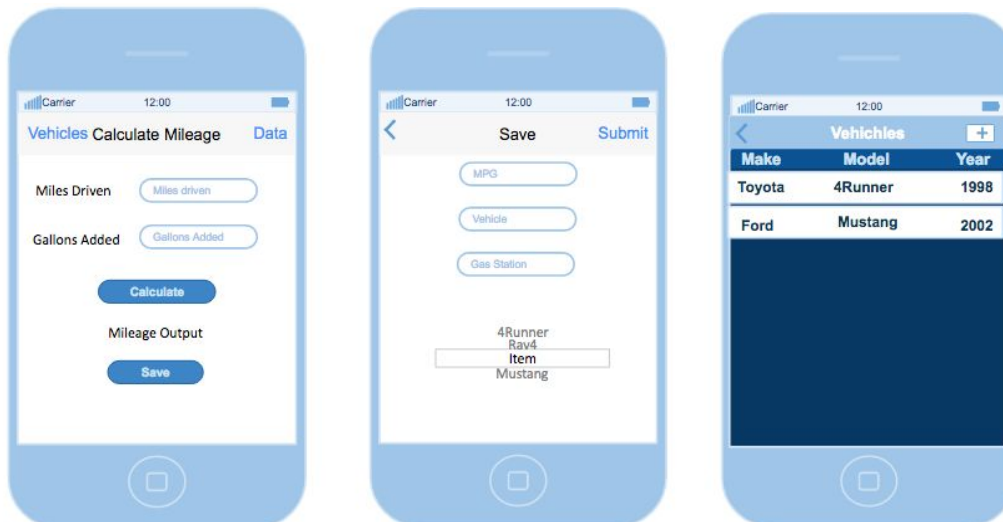 Carrier 12:00
Vehicles Calculate Mileage Data
Miles Driven Miles driven
Gallons Added Gallons Added
Calculate
Mileage Output
Save
Carrier 12:00
Save Submit
MPG
Vehicle
Gas Station
4Runner
Rav4
Item
Mustang
Carrier 12:00
Vehichles +
Make Model Year
Toyota 4Runner 1998
Ford Mustang 2002